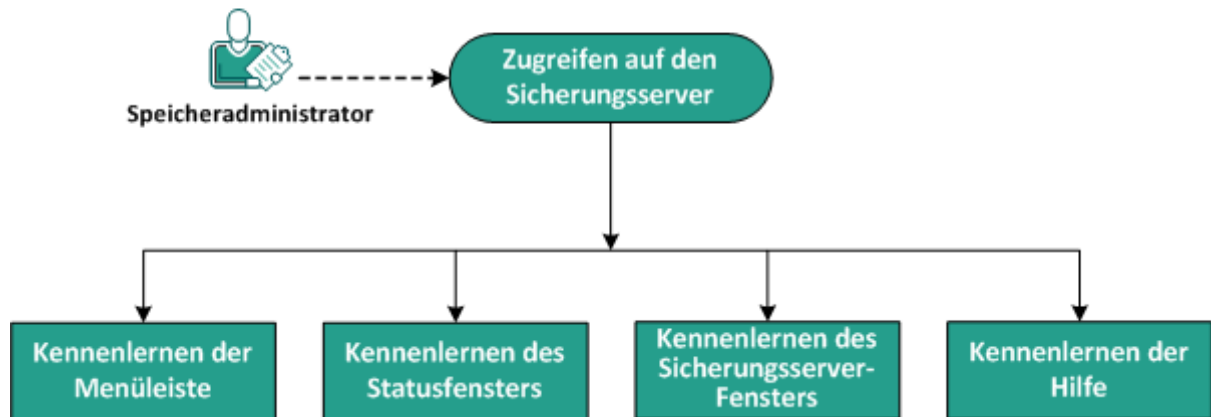 Zugreifen auf den
Sicherungsserver
Speicheradministrator
Kennenlernen der
Menüleiste
Kennenlernen des
Statusfensters
Kennenlernen des
Sicherungsserver-
Fensters
Kennenlernen der
Hilfe